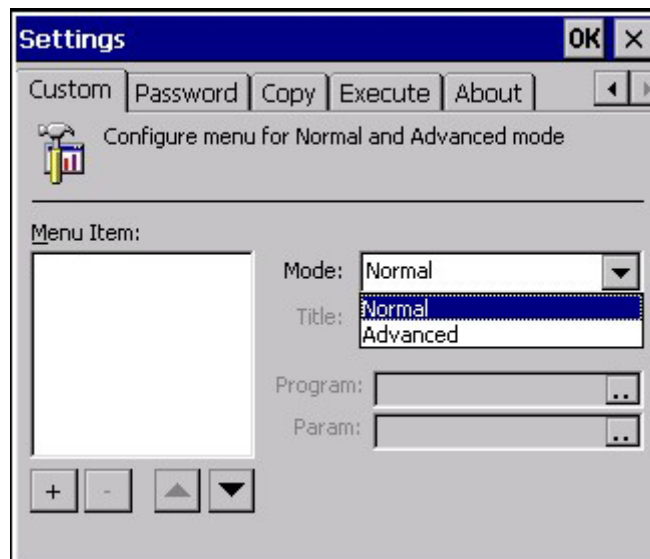 Settings OK ×
Custom Password Copy Execute About
Configure menu for Normal and Advanced mode
Menu Item:
Mode: Normal
Title: Normal
Advanced
Program: ..
Param: ..
+ -